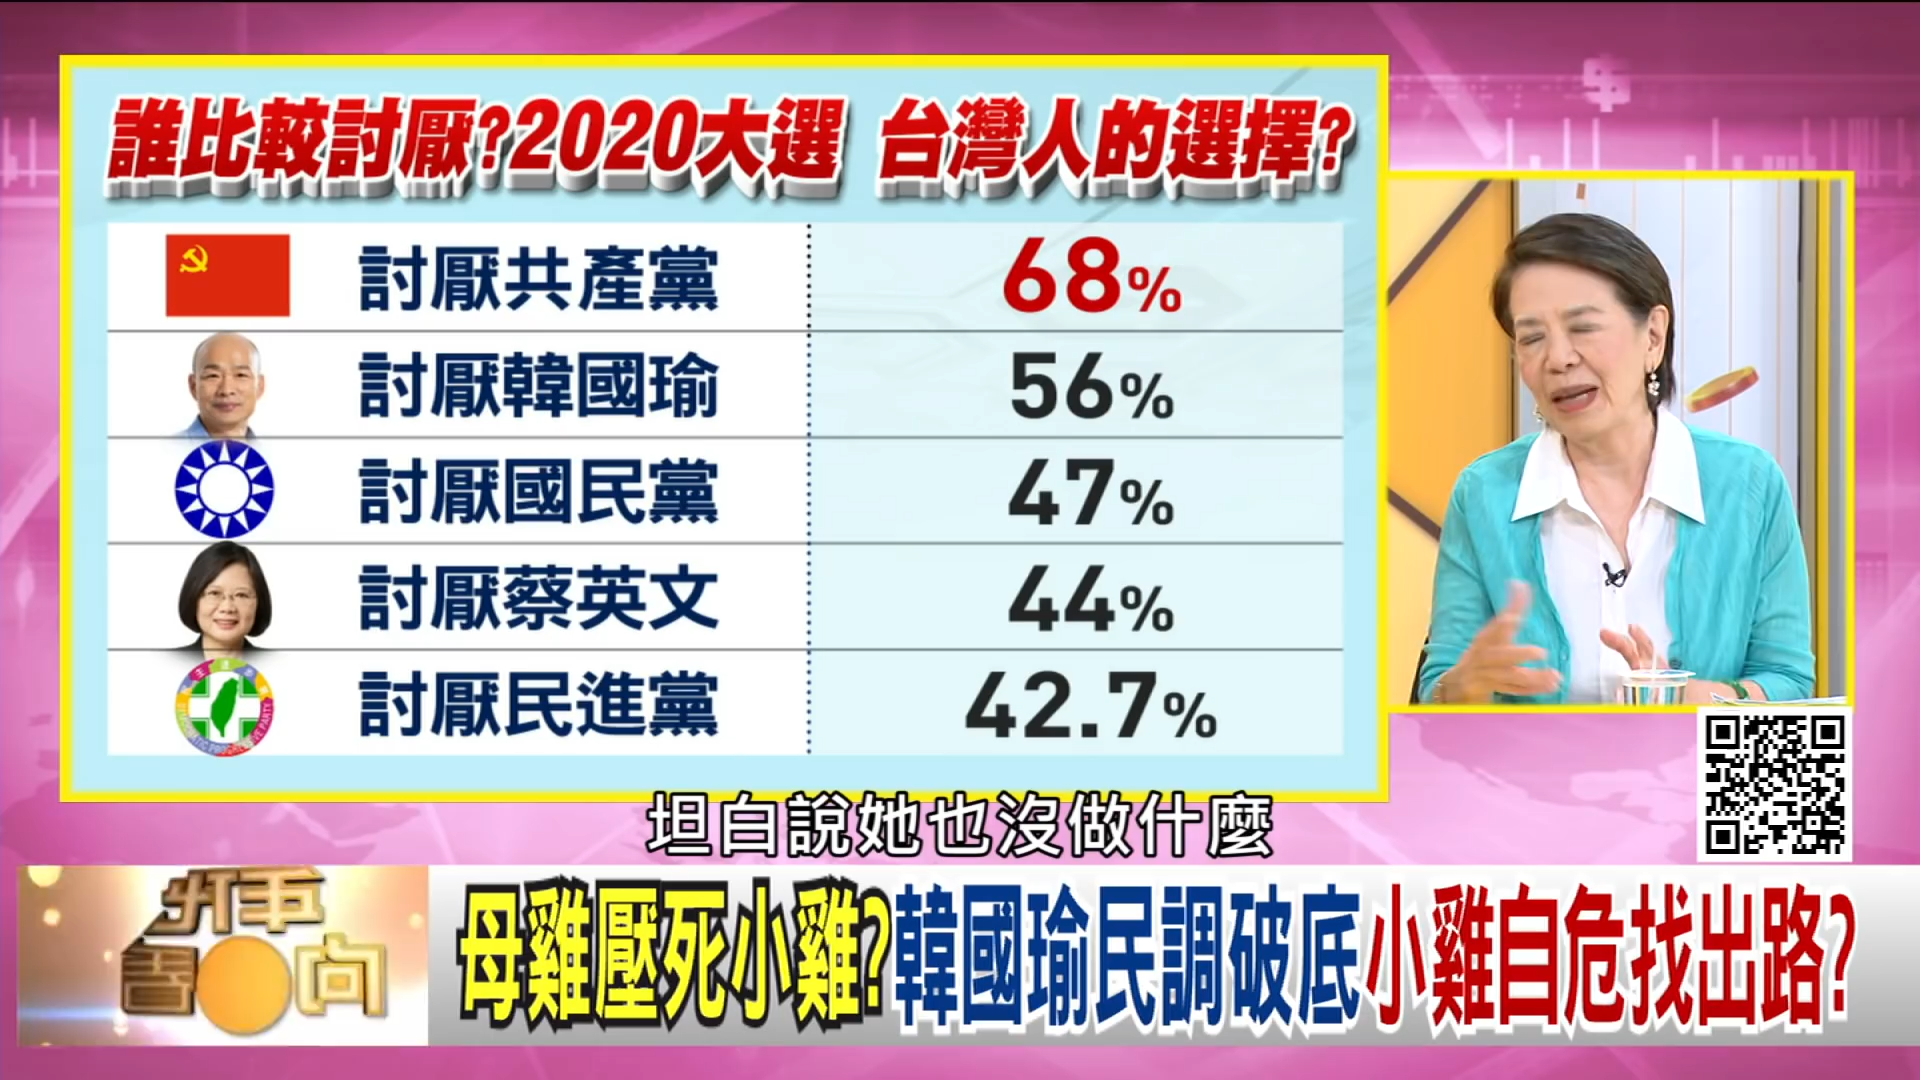 誰比較討厭?2020大選 台灣人的選擇?
討厭共產黨 68%
討厭韓國瑜 56%
討厭國民黨 47%
討厭蔡英文 44%
討厭民進黨 42.7%
坦白說她也沒做什麼
母雞壓死小雞?韓國瑜民調破底小雞自危找出路?